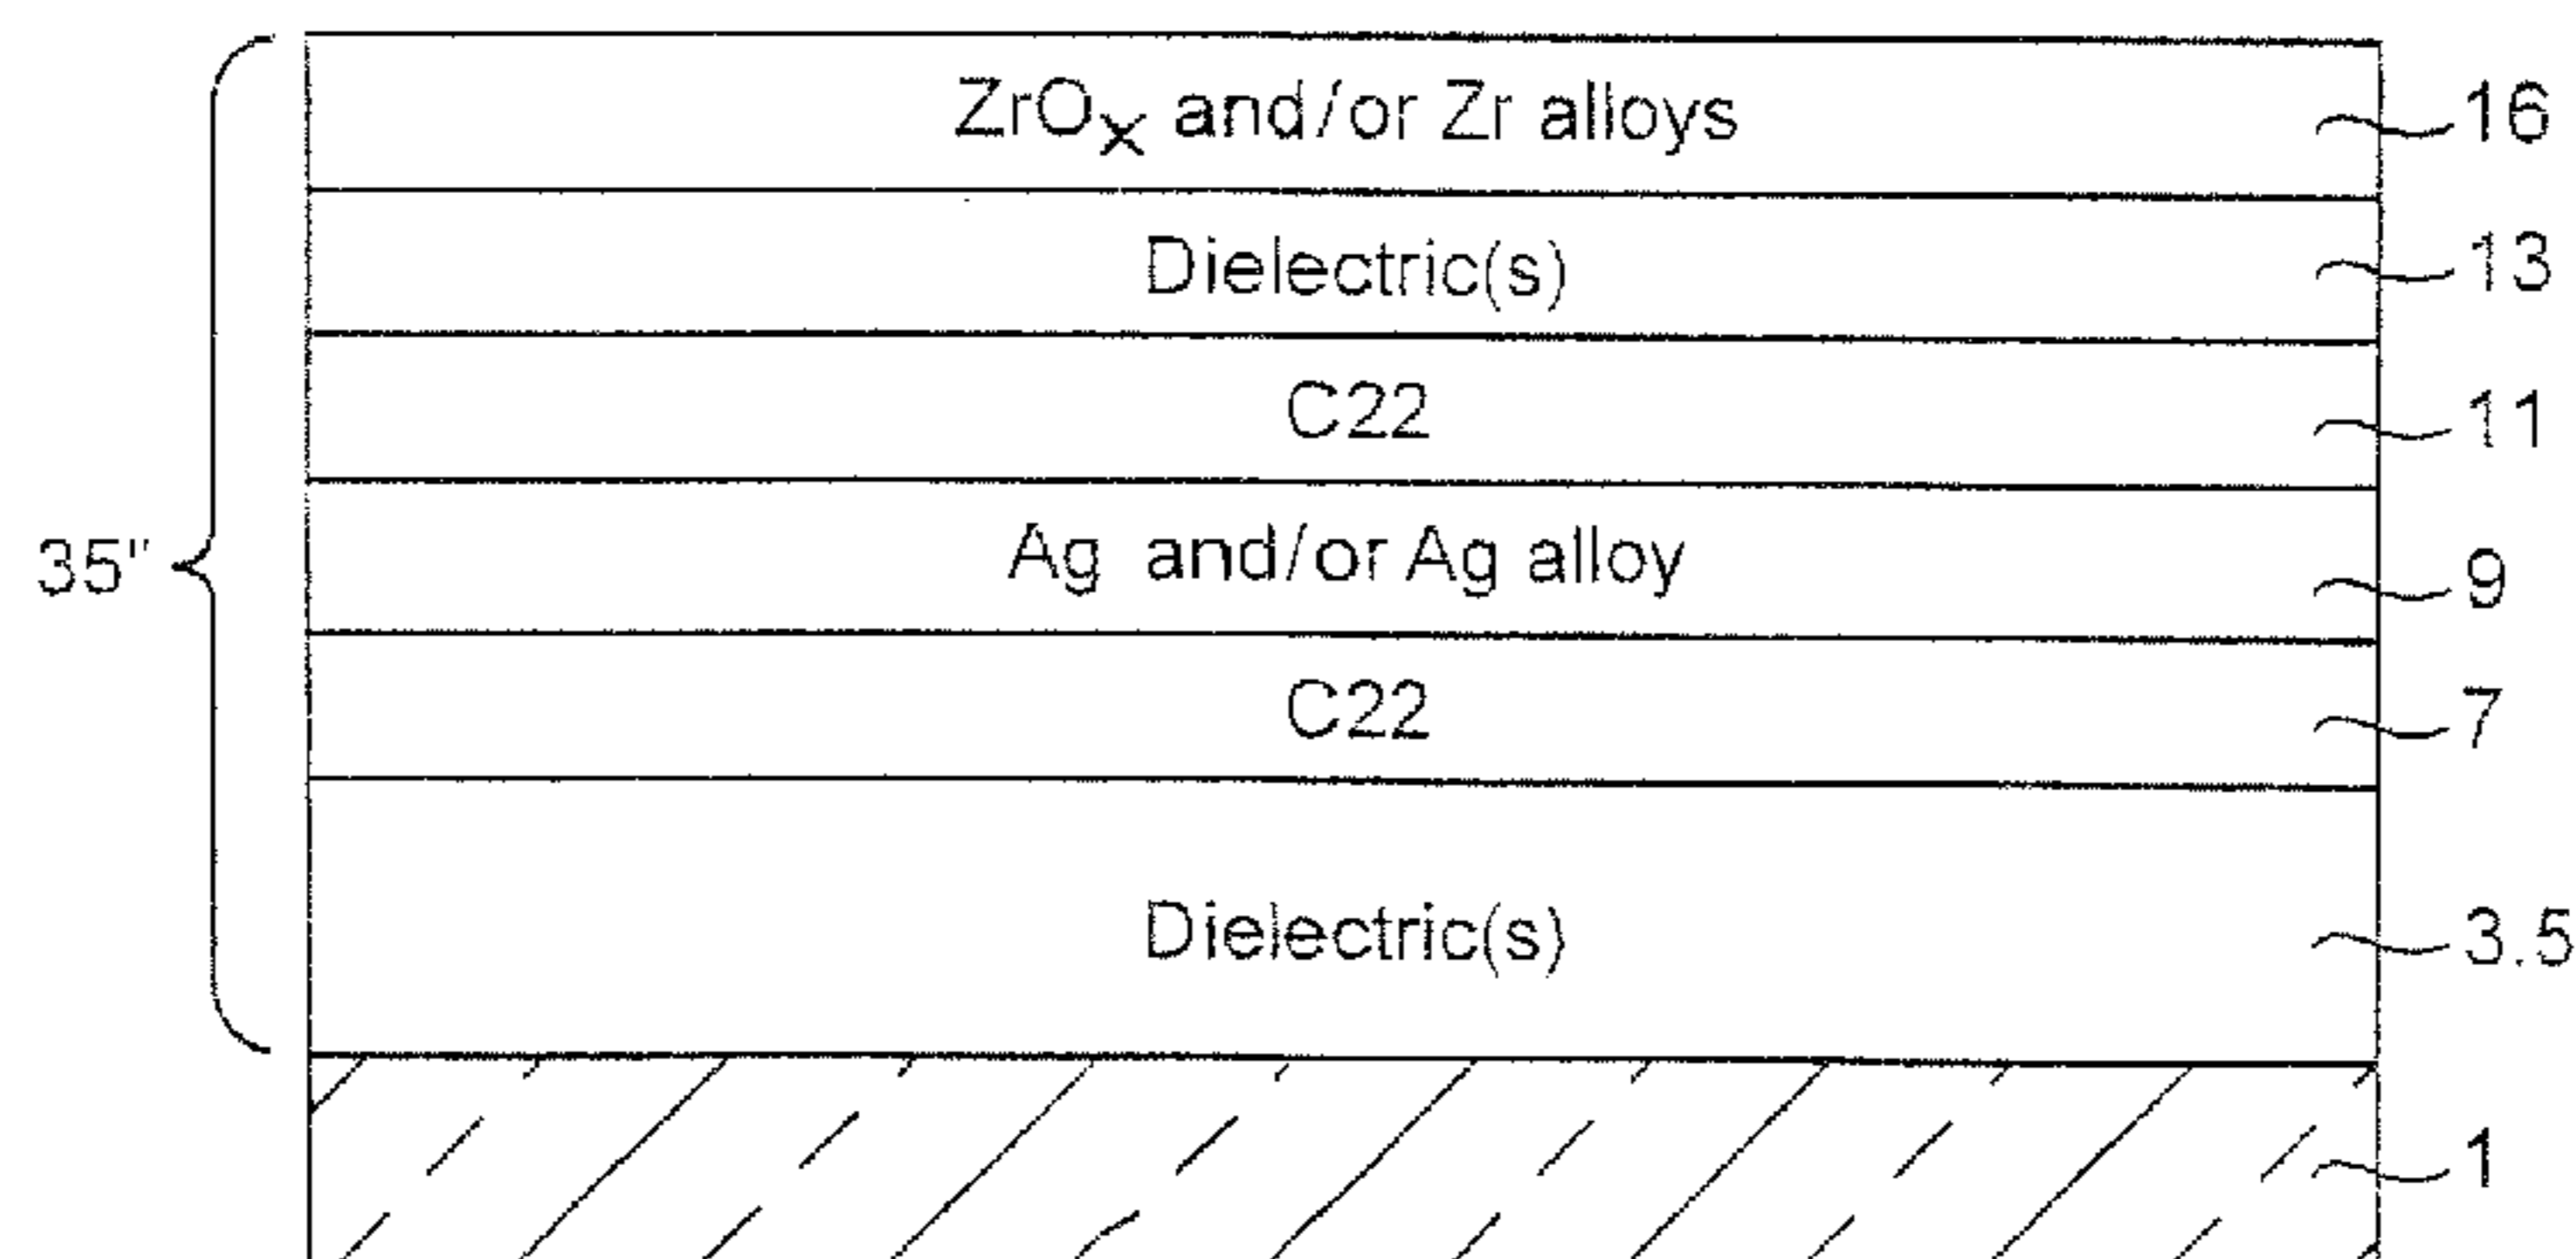 ZrOx and/or Zr alloys 16
Dielectric(s) 13
C22 11
Ag and/or Ag alloy 9
35"
C22 7
Dielectric(s) 3.5
1